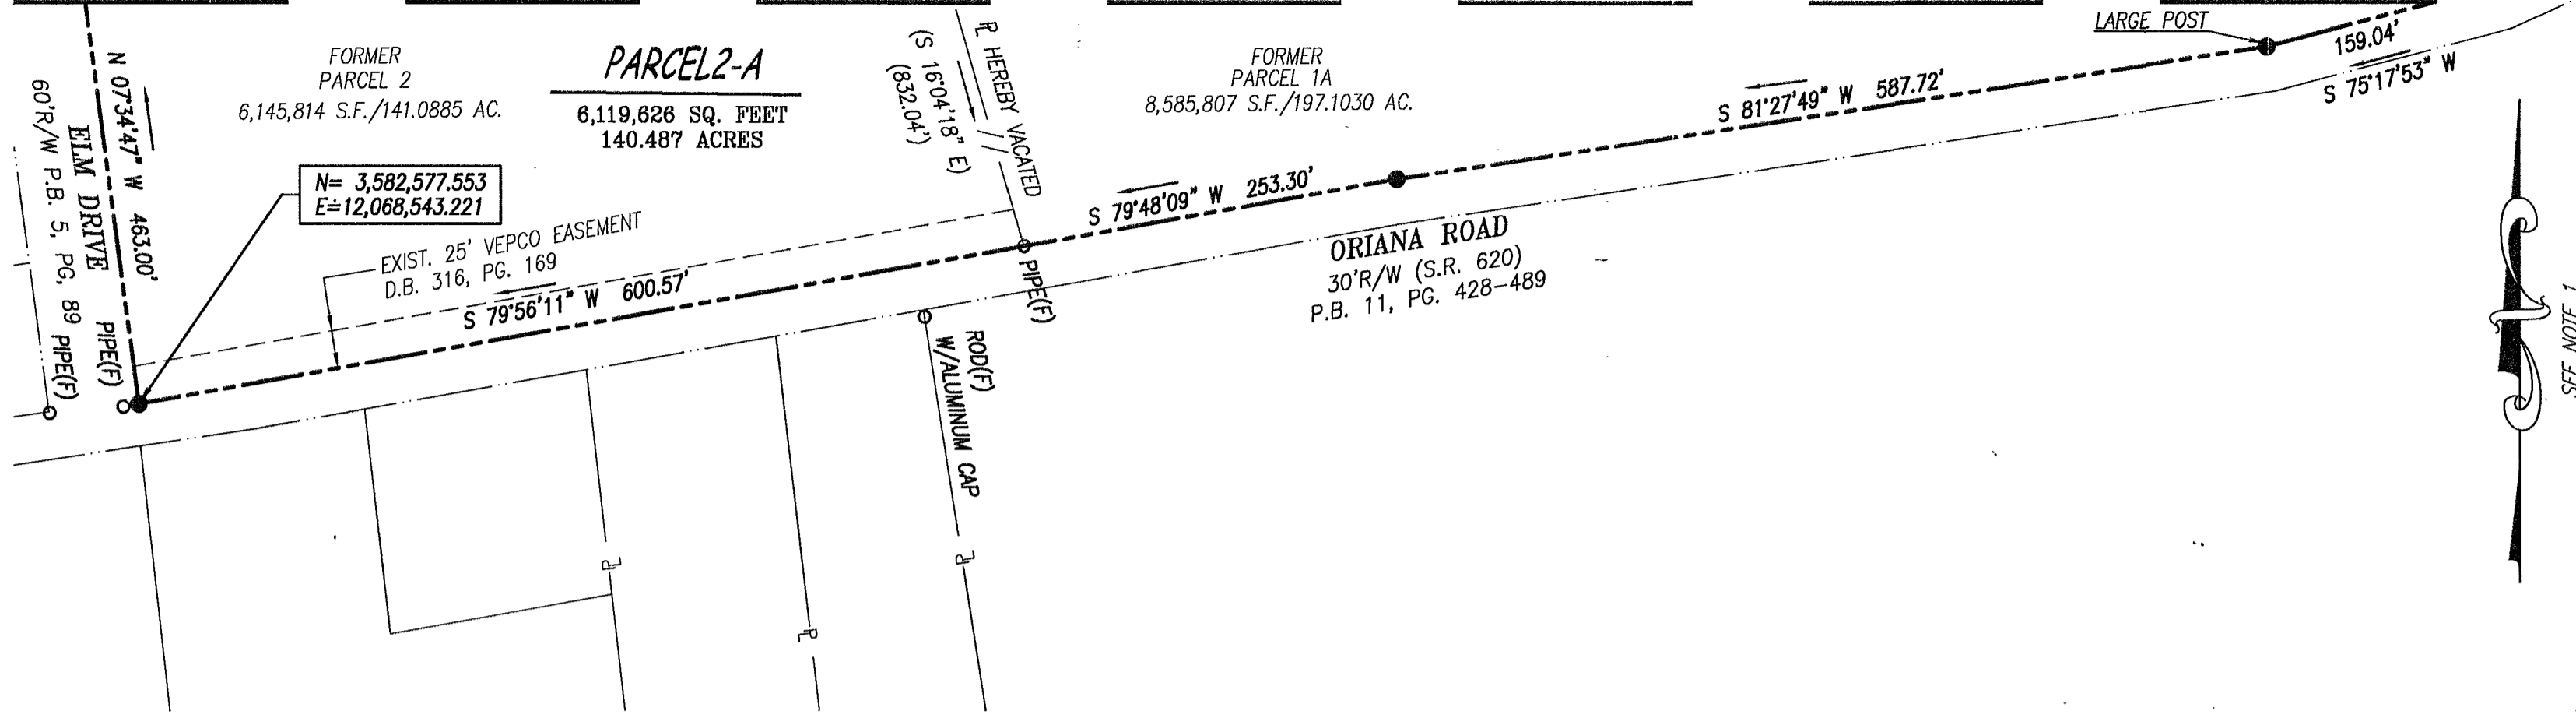 N 07°34'47" W 463.00'
ELM DRIVE
60'R/W P.B. 5, PG, 89
PIPE(F)
PIPE(F)
FORMER
PARCEL 2
6,145,814 S.F./141.0885 AC.
PARCEL2-A
6,119,626 SQ. FEET
140.487 ACRES
N= 3,582,577.553
E=12,068,543.221
EXIST. 25' VEPCO EASEMENT
D.B. 316, PG. 169
S 79°56'11" W 600.57'
PL HEREBY VACATED
(S 16°04'18" E)
(832.04')
PIPE(F)
ROD(F)
W/ALUMINUM CAP
PL
PL
PL
FORMER
PARCEL 1A
8,585,807 S.F./197.1030 AC.
S 79°48'09" W 253.30'
S 81°27'49" W 587.72'
LARGE POST
159.04'
S 75°17'53" W
ORIANA ROAD
30'R/W (S.R. 620)
P.B. 11, PG. 428-489
SEE NOTE 1